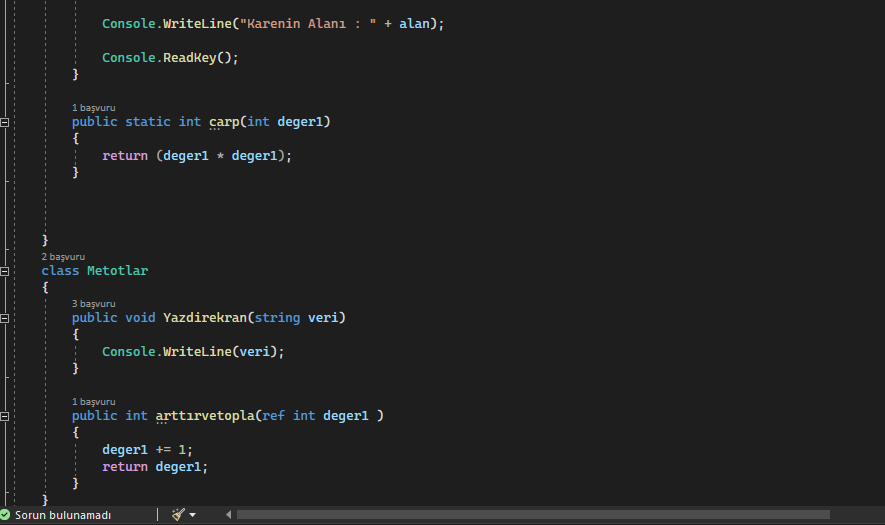 Console.WriteLine("Karenin Alanı : " + alan);
Console.ReadKey();
}
1 başvuru
public static int carp(int deger1)
{
return (deger1 * deger1);
}
}
2 başvuru
class Metotlar
{
3 başvuru
public void Yazdirekran(string veri)
{
Console.WriteLine(veri);
}
1 başvuru
public int arttırvetopla(ref int deger1 )
{
deger1 += 1;
return deger1;
}
}
Sorun bulunamadı